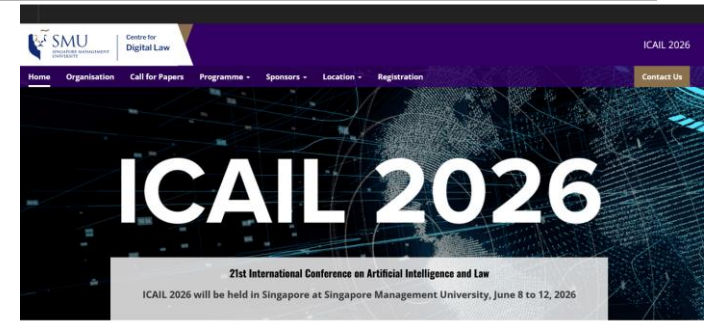 SMU
SINGAPORE MANAGEMENT
UNIVERSITY
Centre for
Digital Law
ICAIL 2026
Home Organisation Call for Papers Programme Sponsors Location Registration Contact Us
ICAIL 2026
21st International Conference on Artificial Intelligence and Law
ICAIL 2026 will be held in Singapore at Singapore Management University, June 8 to 12, 2026